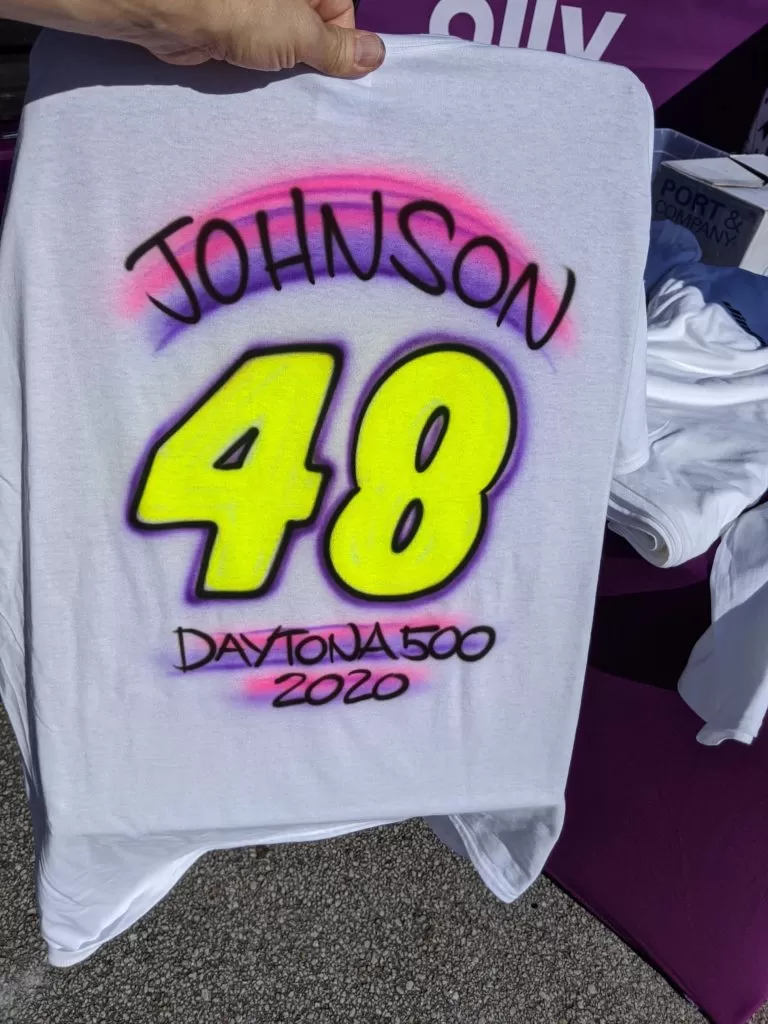 ally
JOHNSON
PORT &
COMPANY
48
DAYTONA 500
2020